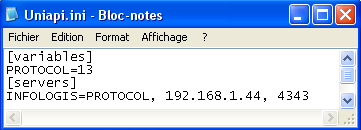 Uniapi.ini - Bloc-notes
Fichier Edition Format Affichage ?
[variables]
PROTOCOL=13
[servers]
INFOLOGIS=PROTOCOL, 192.168.1.44, 4343